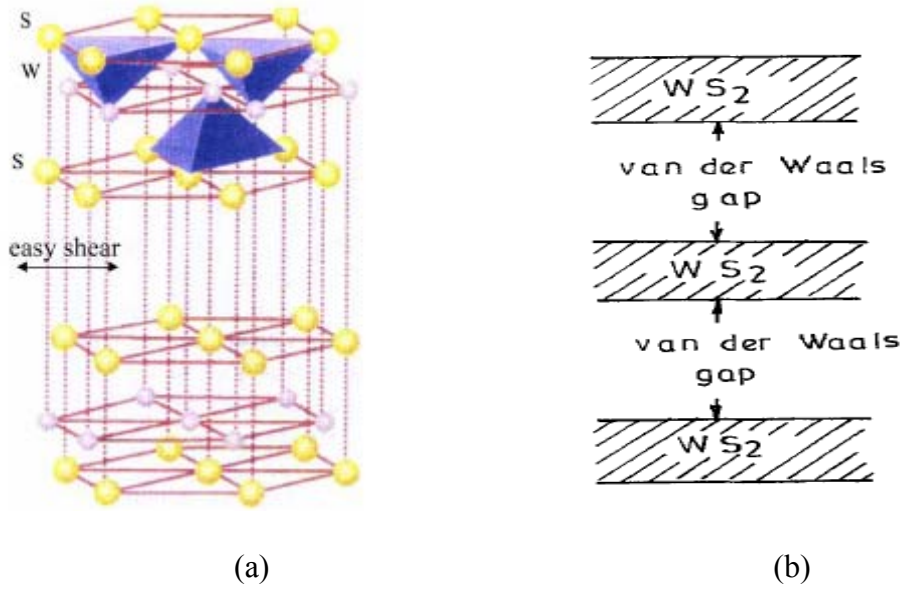 S
W
S
easy shear
WS₂
van der Waals
gap
WS₂
van der Waals
gap
WS₂
(a)
(b)